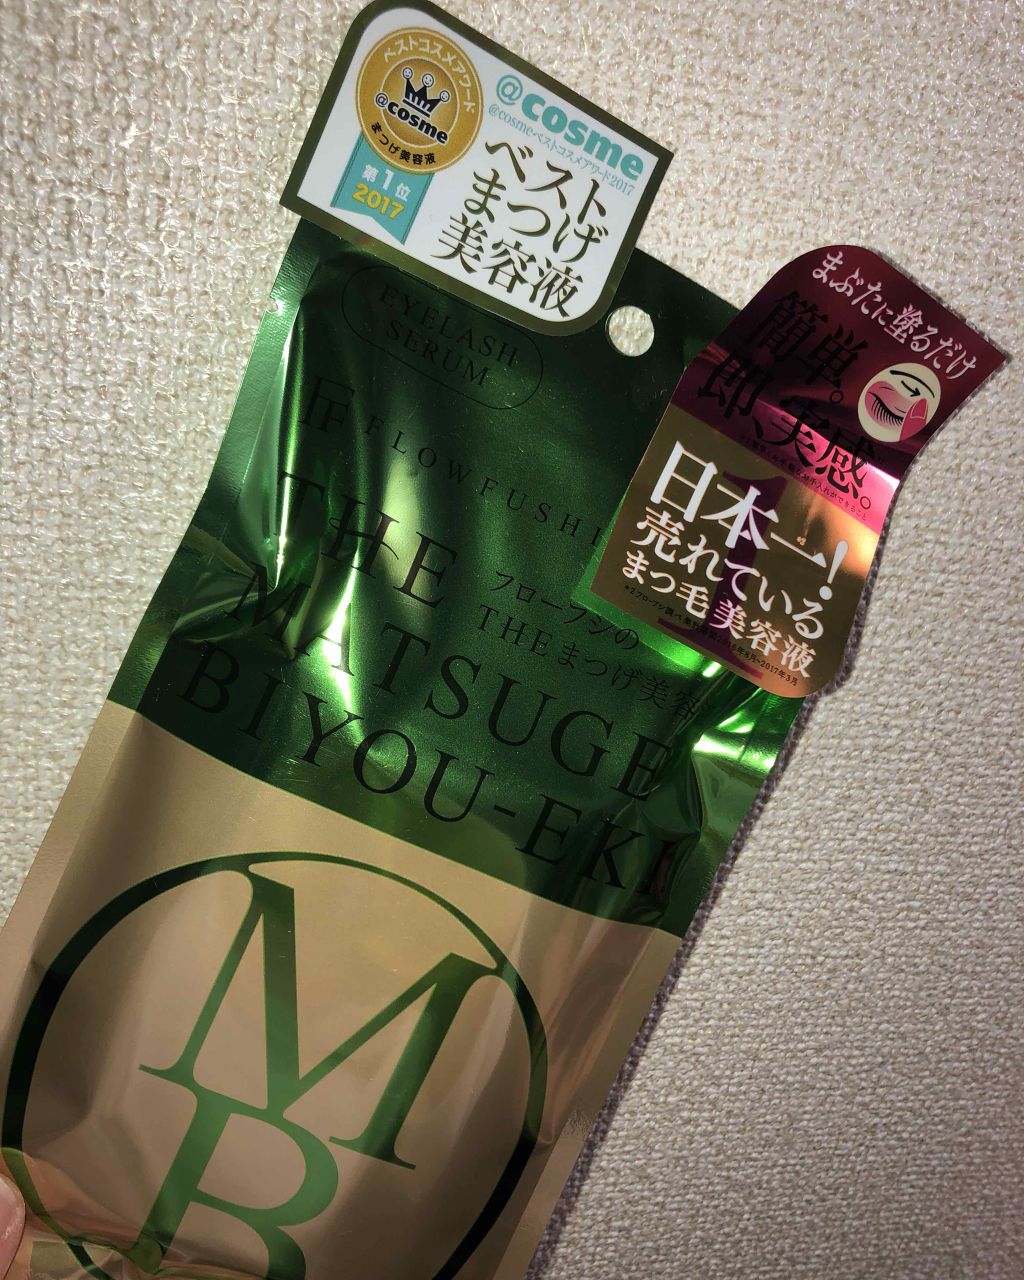 ベストコスメアワード
@cosme
まつげ美容液
第1位
2017
@cosme
@cosmeベストコスメアワード2017
ベスト
まつげ
美容液
EYELASH
SERUM
FF FLOWFUSHI
THE
MATSUGE
BIYOU-EKI
フローフシの
THEまつげ美容
まぶたに塗るだけ
簡単。
即、実感。
日本一!
売れている
まつ毛美容液
MB